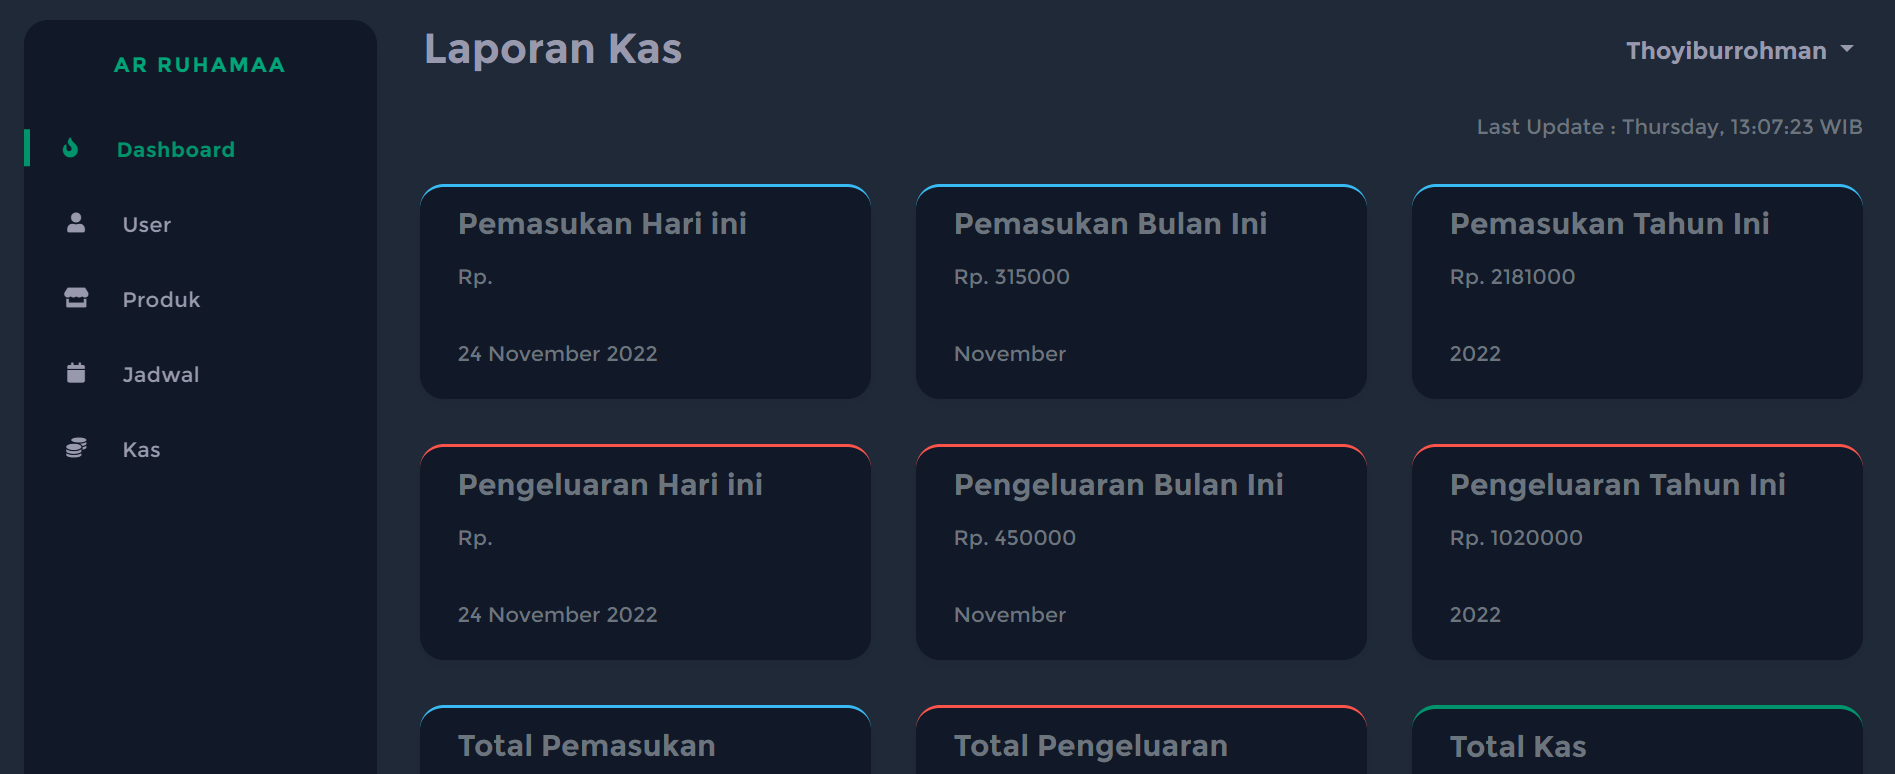 AR RUHAMAA
Dashboard
User
Produk
Jadwal
Kas
Laporan Kas
Thoyiburrohman
Last Update : Thursday, 13:07:23 WIB
Pemasukan Hari ini
Rp.
24 November 2022
Pemasukan Bulan Ini
Rp. 315000
November
Pemasukan Tahun Ini
Rp. 2181000
2022
Pengeluaran Hari ini
Rp.
24 November 2022
Pengeluaran Bulan Ini
Rp. 450000
November
Pengeluaran Tahun Ini
Rp. 1020000
2022
Total Pemasukan
Total Pengeluaran
Total Kas